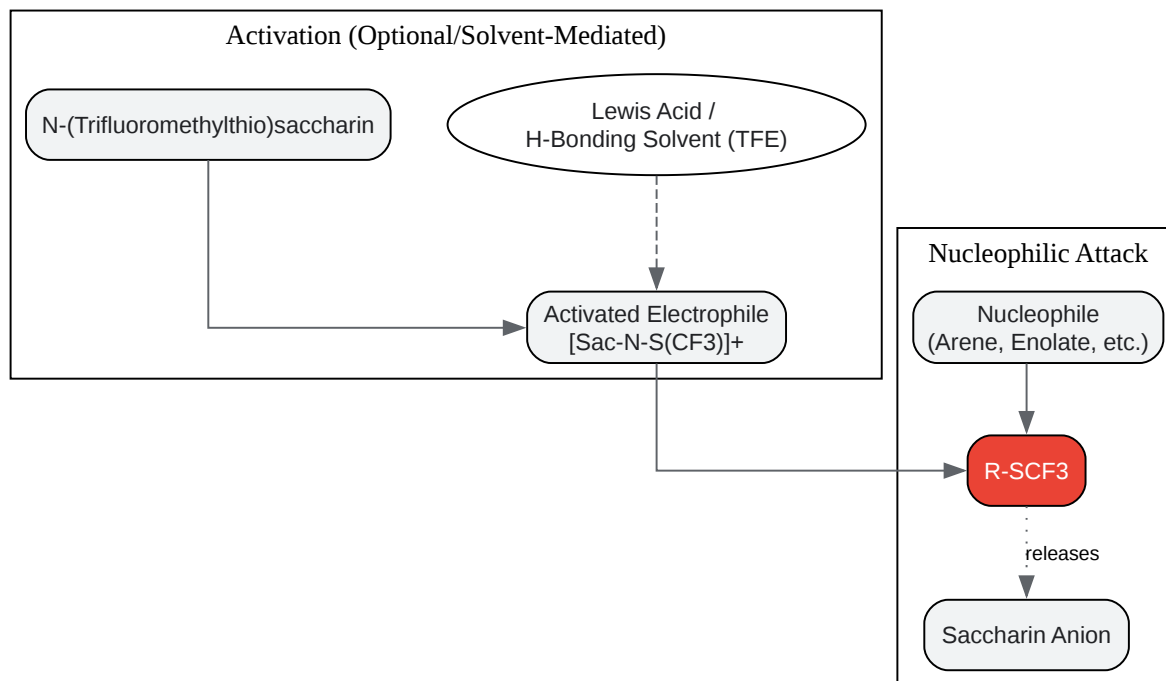 Activation (Optional/Solvent-Mediated)
N-(Trifluoromethylthio)saccharin
Lewis Acid /
H-Bonding Solvent (TFE)
Activated Electrophile
[Sac-N-S(CF3)]+
Nucleophilic Attack
Nucleophile
(Arene, Enolate, etc.)
R-SCF3
releases
Saccharin Anion